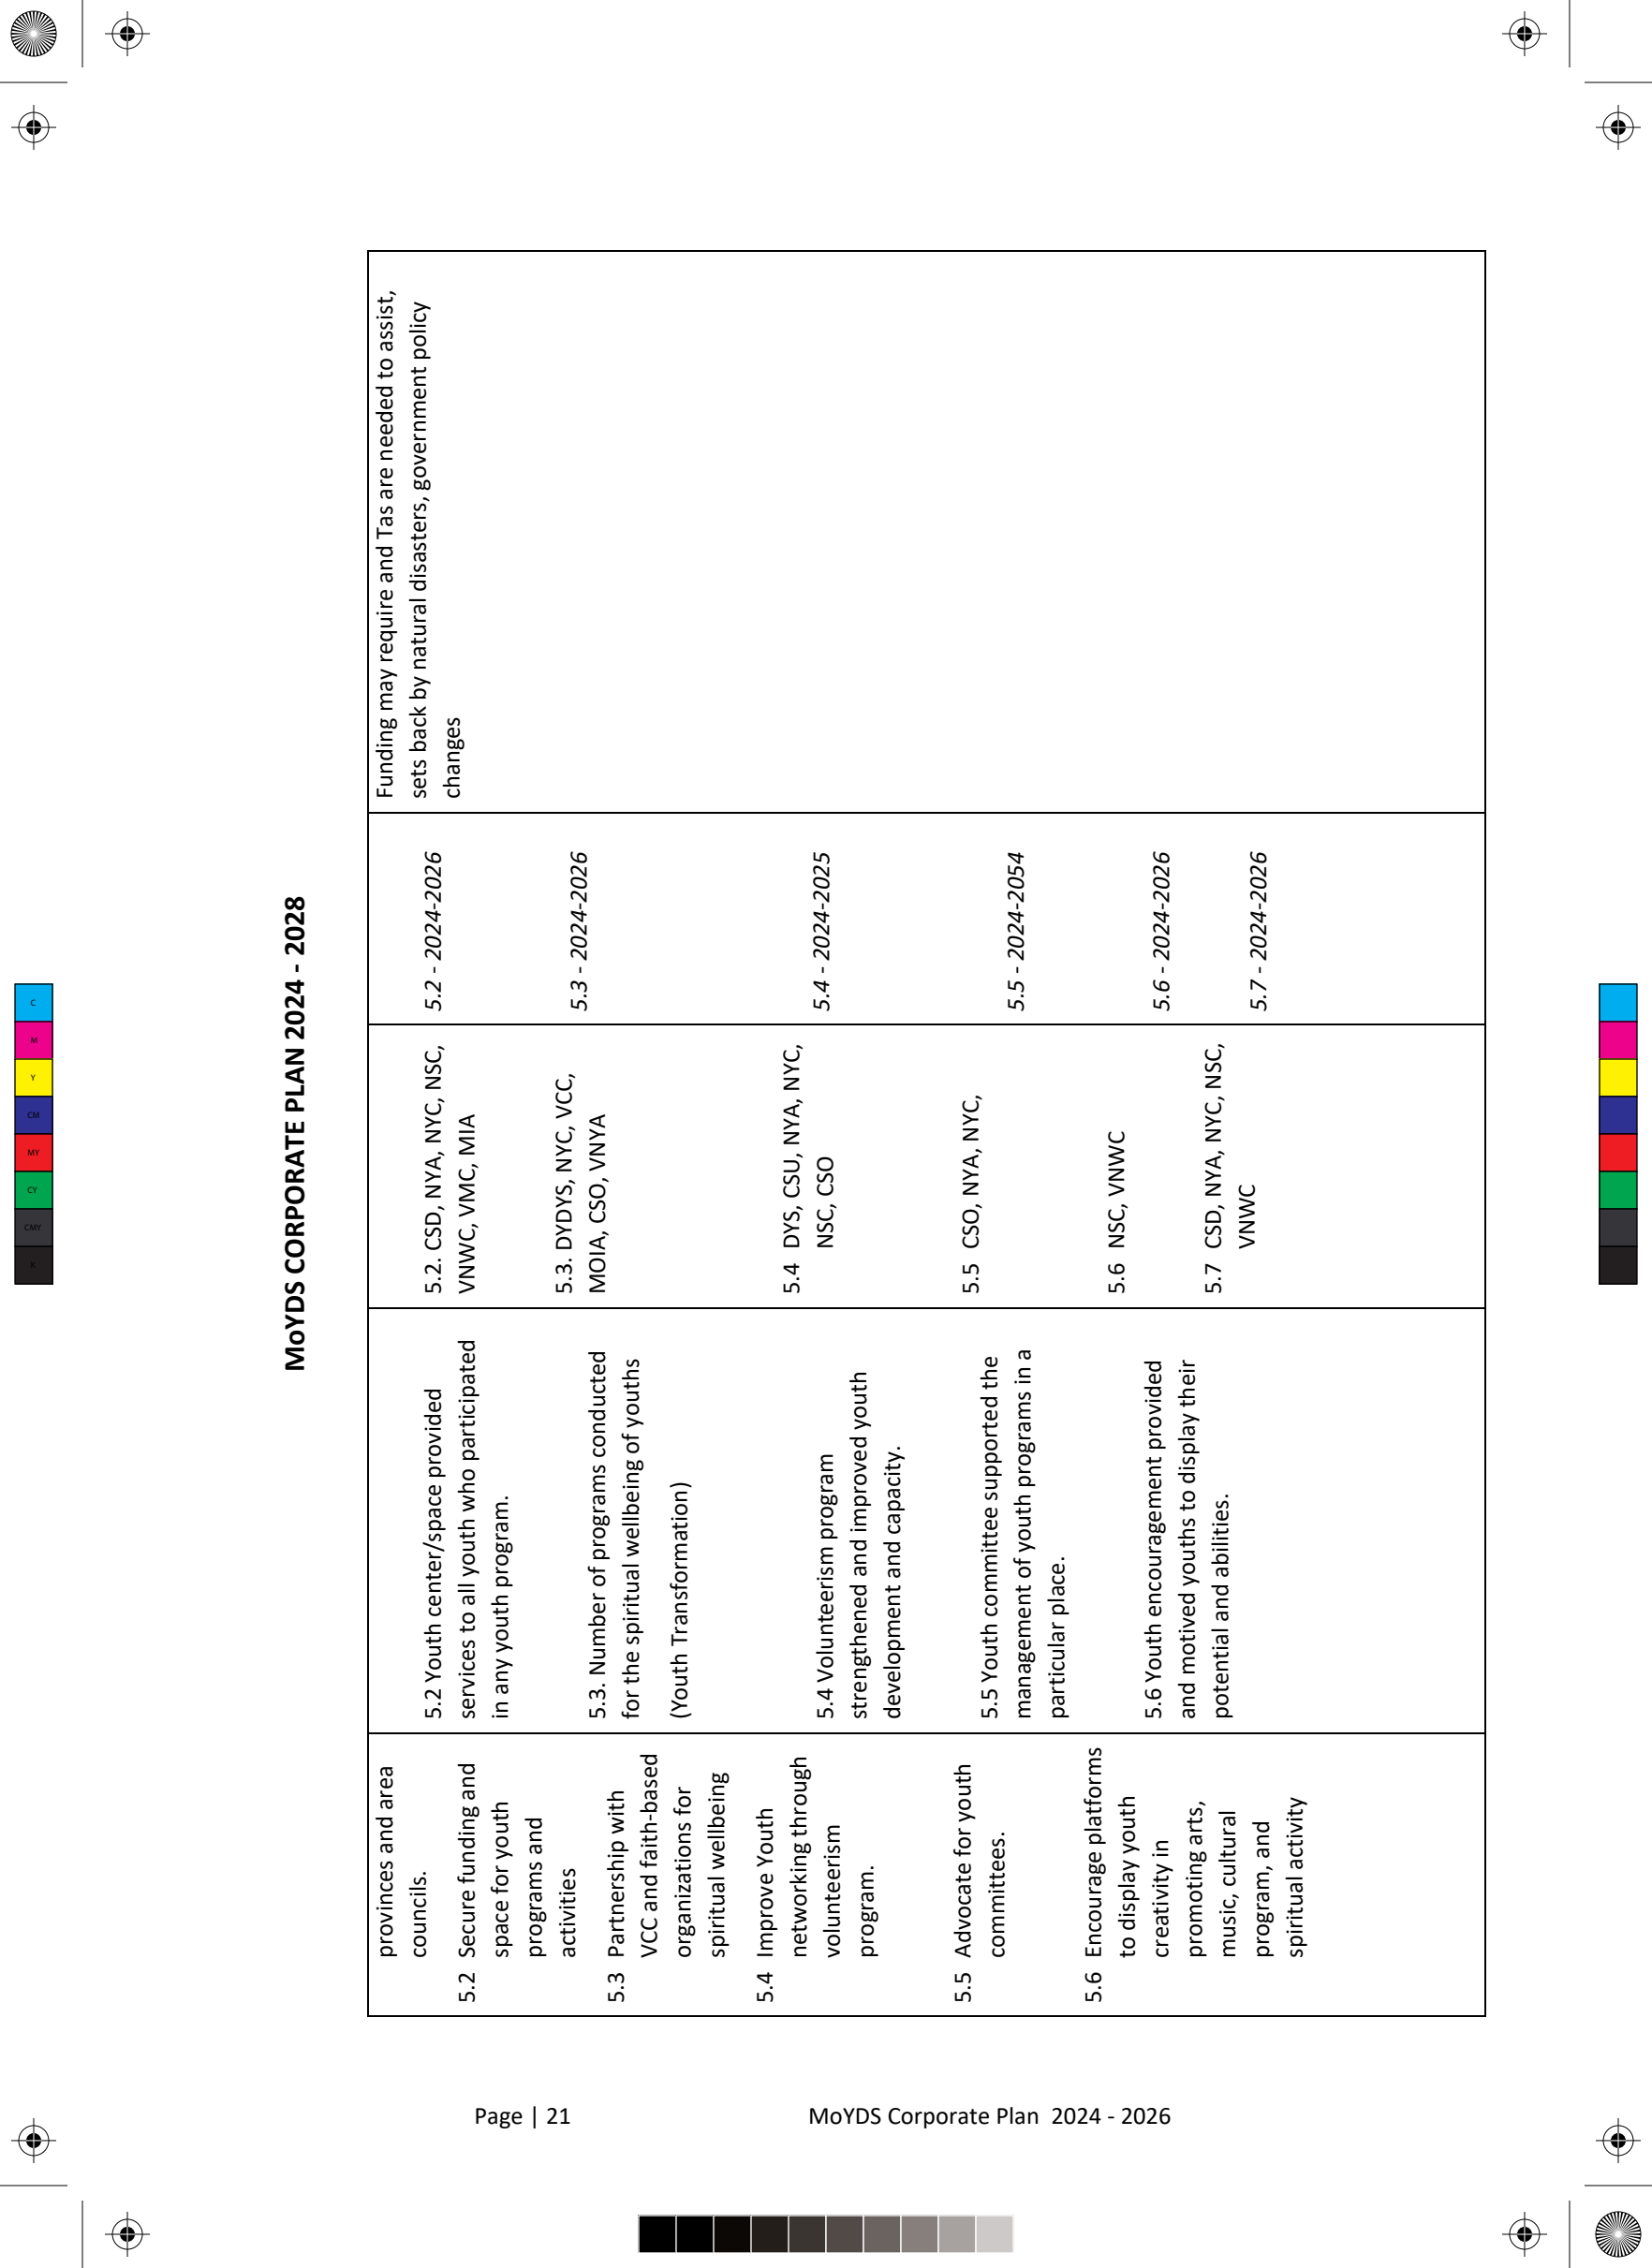 MoYDS CORPORATE PLAN 2024 - 2028
provinces and area
councils.
5.2 Secure funding and
space for youth
programs and
activities
5.3 Partnership with
VCC and faith-based
organizations for
spiritual wellbeing
5.4 Improve Youth
networking through
volunteerism
program.
5.5 Advocate for youth
committees.
5.6 Encourage platforms
to display youth
creativity in
promoting arts,
music, cultural
program, and
spiritual activity
5.2 Youth center/space provided
services to all youth who participated
in any youth program.
5.3. Number of programs conducted
for the spiritual wellbeing of youths
(Youth Transformation)
5.4 Volunteerism program
strengthened and improved youth
development and capacity.
5.5 Youth committee supported the
management of youth programs in a
particular place.
5.6 Youth encouragement provided
and motived youths to display their
potential and abilities.
5.2. CSD, NYA, NYC, NSC,
VNWC, VMC, MIA
5.3. DYDYS, NYC, VCC,
MOIA, CSO, VNYA
5.4 DYS, CSU, NYA, NYC,
NSC, CSO
5.5 CSO, NYA, NYC,
5.6 NSC, VNWC
5.7 CSD, NYA, NYC, NSC,
VNWC
5.2 - 2024-2026
5.3 - 2024-2026
5.4 - 2024-2025
5.5 - 2024-2054
5.6 - 2024-2026
5.7 - 2024-2026
Funding may require and Tas are needed to assist,
sets back by natural disasters, government policy
changes
Page | 21 MoYDS Corporate Plan 2024 - 2026
C
M
Y
CM
MY
CY
CMY
K